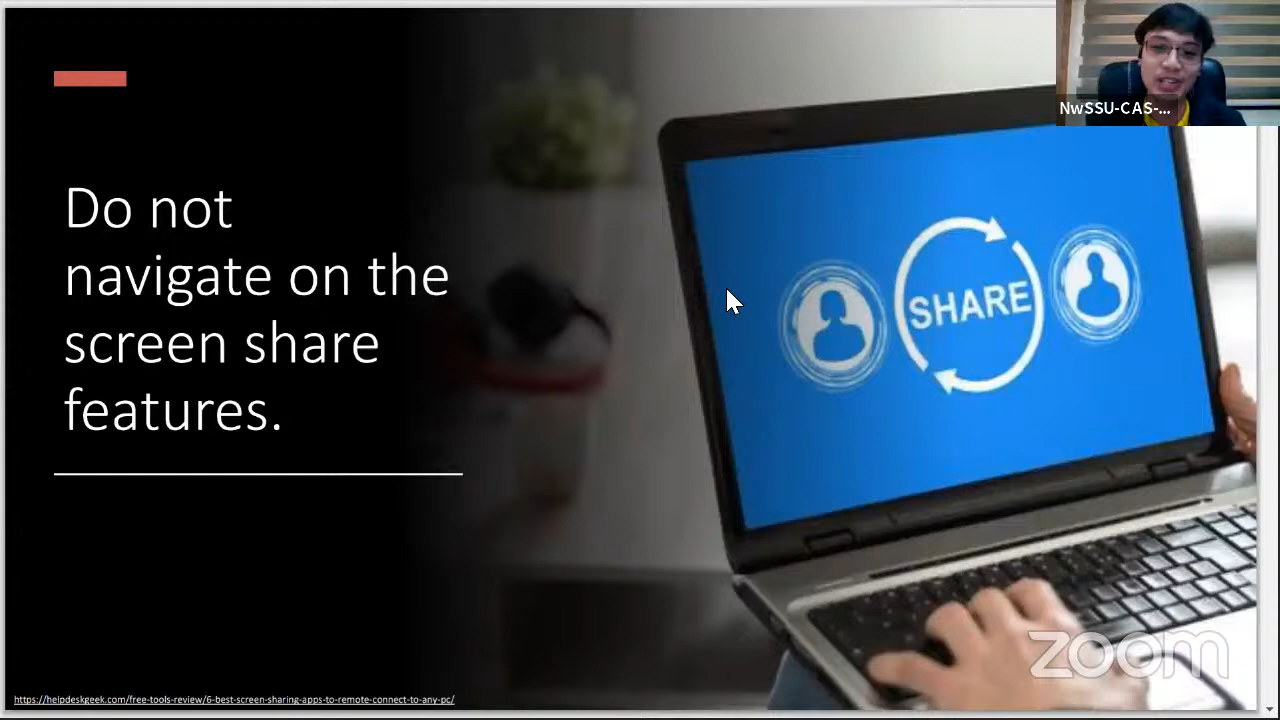 NwSSU-CAS-...
Do not
navigate on the
screen share
features.
SHARE
zoom
https://helpdeskgeek.com/free-tools-review/6-best-screen-sharing-apps-to-remote-connect-to-any-pc/